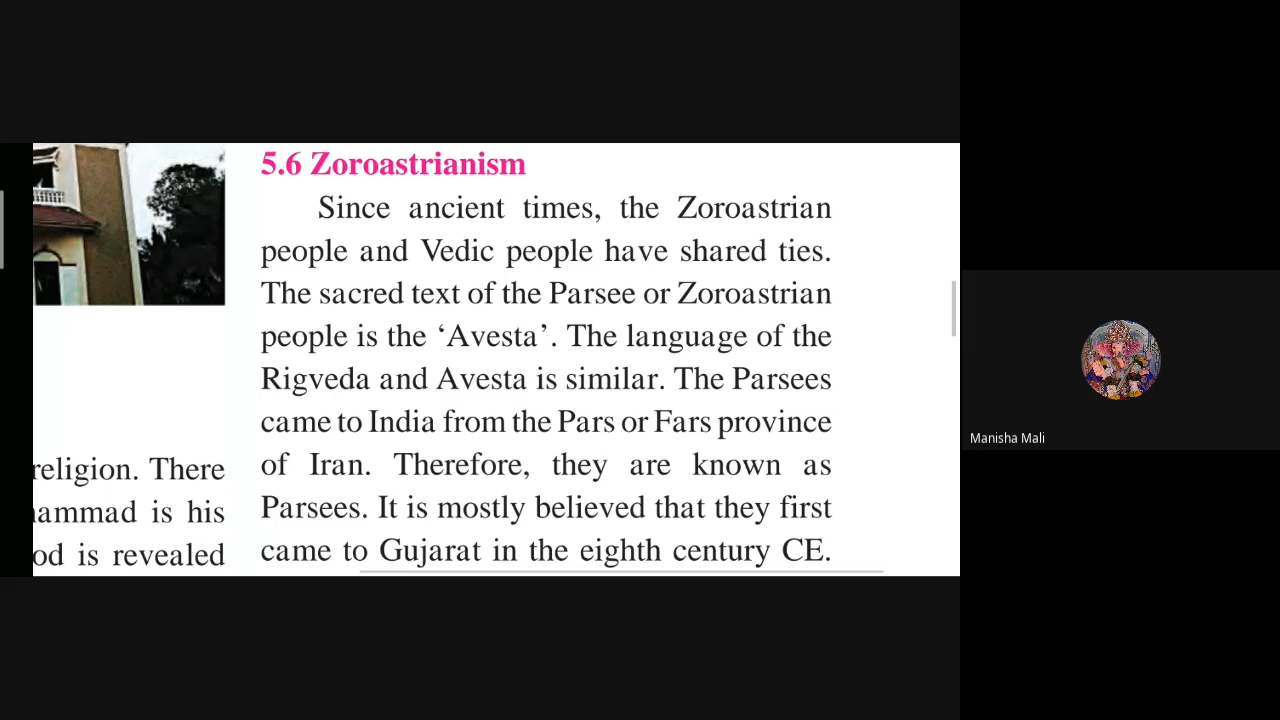 religion. There
is his
is revealed
5.6 Zoroastrianism
Since ancient times, the Zoroastrian
people and Vedic people have shared ties.
The sacred text of the Parsee or Zoroastrian
people is the ‘Avesta’. The language of the
Rigveda and Avesta is similar. The Parsees
came to India from the Pars or Fars province
of Iran. Therefore, they are known as
Parsees. It is mostly believed that they first
came to Gujarat in the eighth century CE.
Manisha Mali